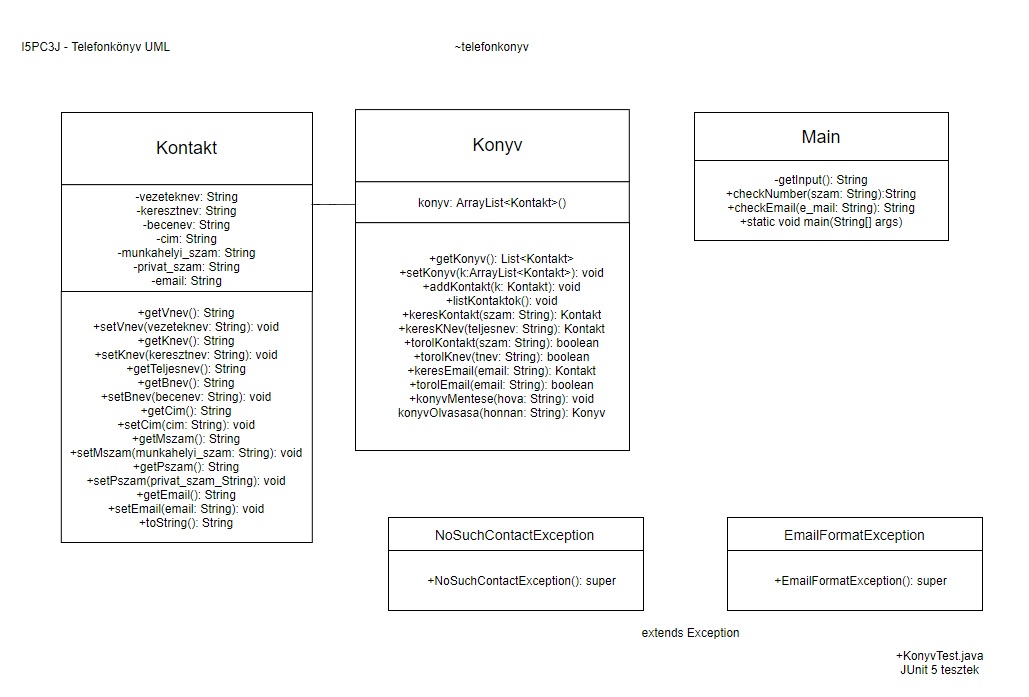 I5PC3J - Telefonkönyv UML
~telefonkonyv
Kontakt
-vezeteknev: String
-keresztnev: String
-becenev: String
-cim: String
-munkahelyi_szam: String
-privat_szam: String
-email: String
+getVnev(): String
+setVnev(vezeteknev: String): void
+getKnev(): String
+setKnev(keresztnev: String): void
+getTeljesnev(): String
+getBnev(): String
+setBnev(becenev: String): void
+getCim(): String
+setCim(cim: String): void
+getMszam(): String
+setMszam(munkahelyi_szam: String): void
+getPszam(): String
+setPszam(privat_szam_String): void
+getEmail(): String
+setEmail(email: String): void
+toString(): String
Konyv
konyv: ArrayList<Kontakt>()
+getKonyv(): List<Kontakt>
+setKonyv(k:ArrayList<Kontakt>): void
+addKontakt(k: Kontakt): void
+listKontaktok(): void
+keresKontakt(szam: String): Kontakt
+keresKNev(teljesnev: String): Kontakt
+torolKontakt(szam: String): boolean
+torolKnev(tnev: String): boolean
+keresEmail(email: String): Kontakt
+torolEmail(email: String): boolean
+konyvMentese(hova: String): void
konyvOlvasasa(honnan: String): Konyv
Main
-getInput(): String
+checkNumber(szam: String):String
+checkEmail(e_mail: String): String
+static void main(String[] args)
NoSuchContactException
+NoSuchContactException(): super
EmailFormatException
+EmailFormatException(): super
extends Exception
+KonyvTest.java
JUnit 5 tesztek